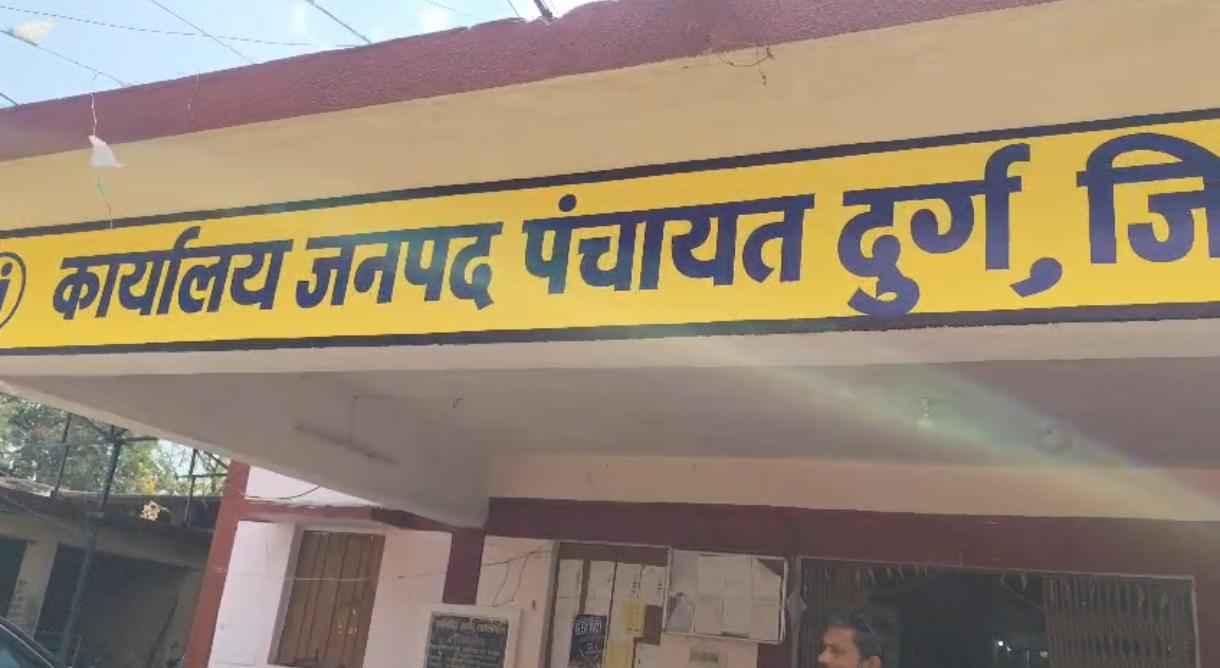 कार्यालय जनपद पंचायत दुर्ग, जि